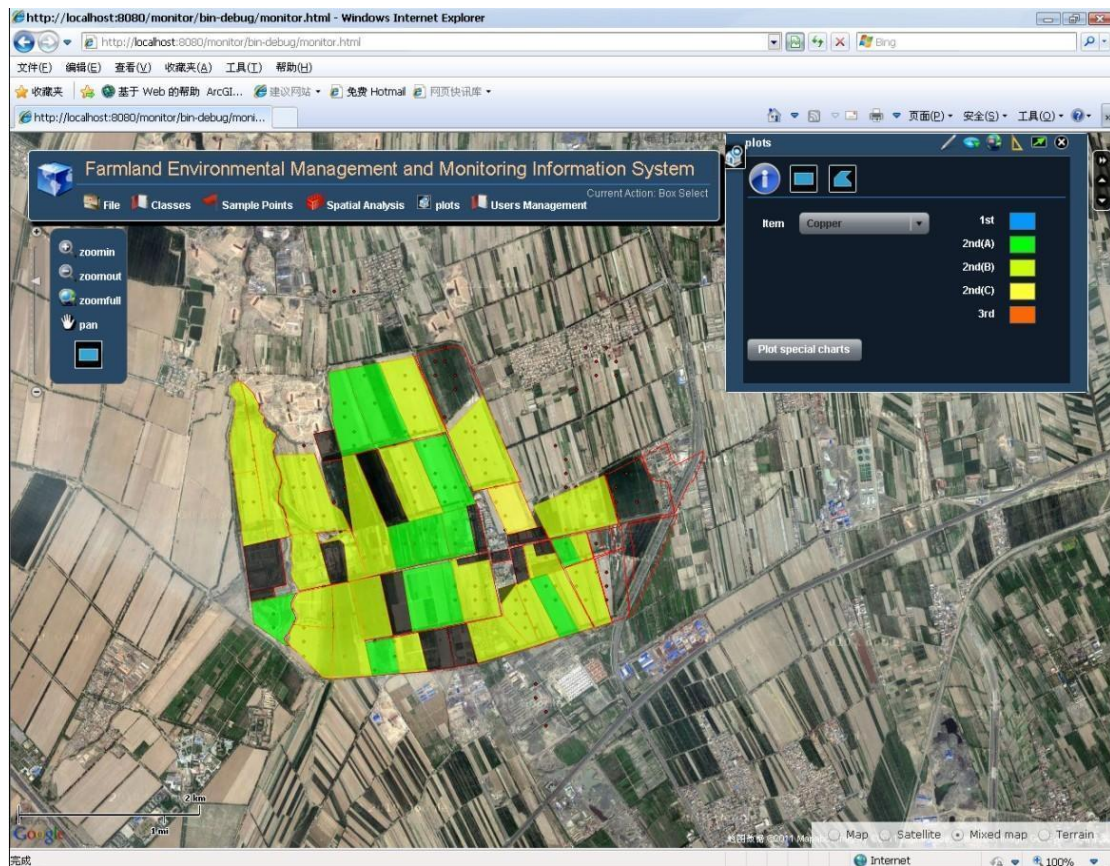 http://localhost:8080/monitor/bin-debug/monitor.html - Windows Internet Explorer
http://localhost:8080/monitor/bin-debug/monitor.html
Bing
文件(F) 编辑(E) 查看(V) 收藏夹(A) 工具(T) 帮助(H)
收藏夹 基于 Web 的帮助 ArcGI... 建议网站 免费 Hotmail 网页快讯库
http://localhost:8080/monitor/bin-debug/moni...
页面(P) 安全(S) 工具(O)
plots
Farmland Environmental Management and Monitoring Information System
Current Action: Box Select
File Classes Sample Points Spatial Analysis plots Users Management
Item Copper
1st
2nd(A)
2nd(B)
2nd(C)
3rd
Plot special charts
zoomin
zoomout
zoomfull
pan
2 km
1 mi
Google
Map Satellite Mixed map Terrain
完成
Internet
100%